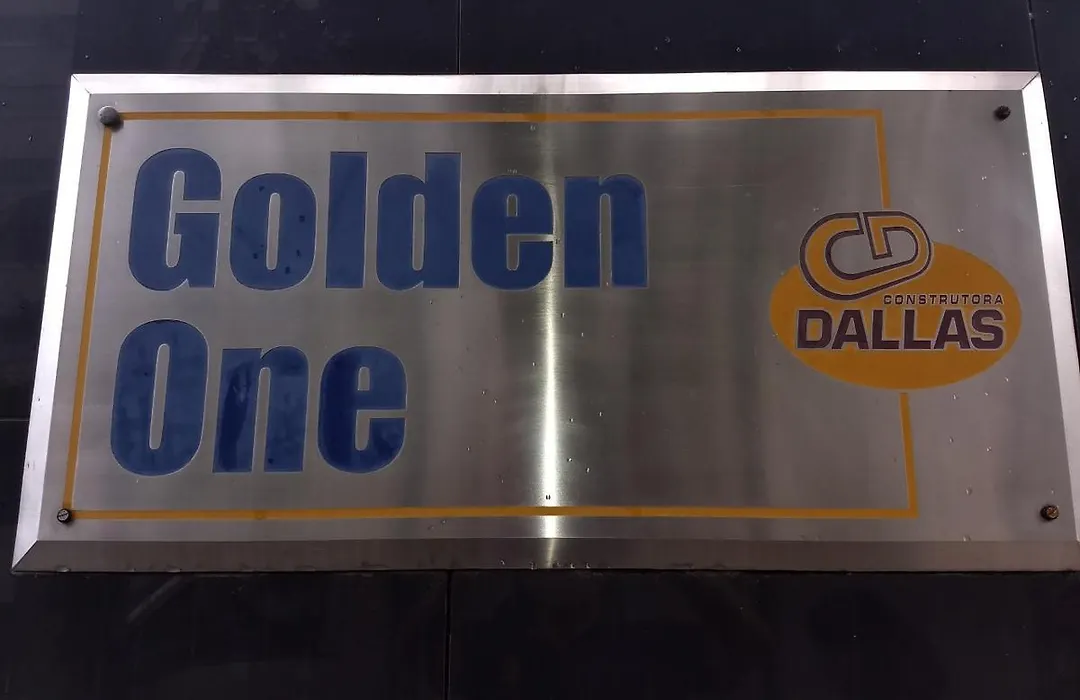 Golden
One
CD
CONSTRUTORA
DALLAS